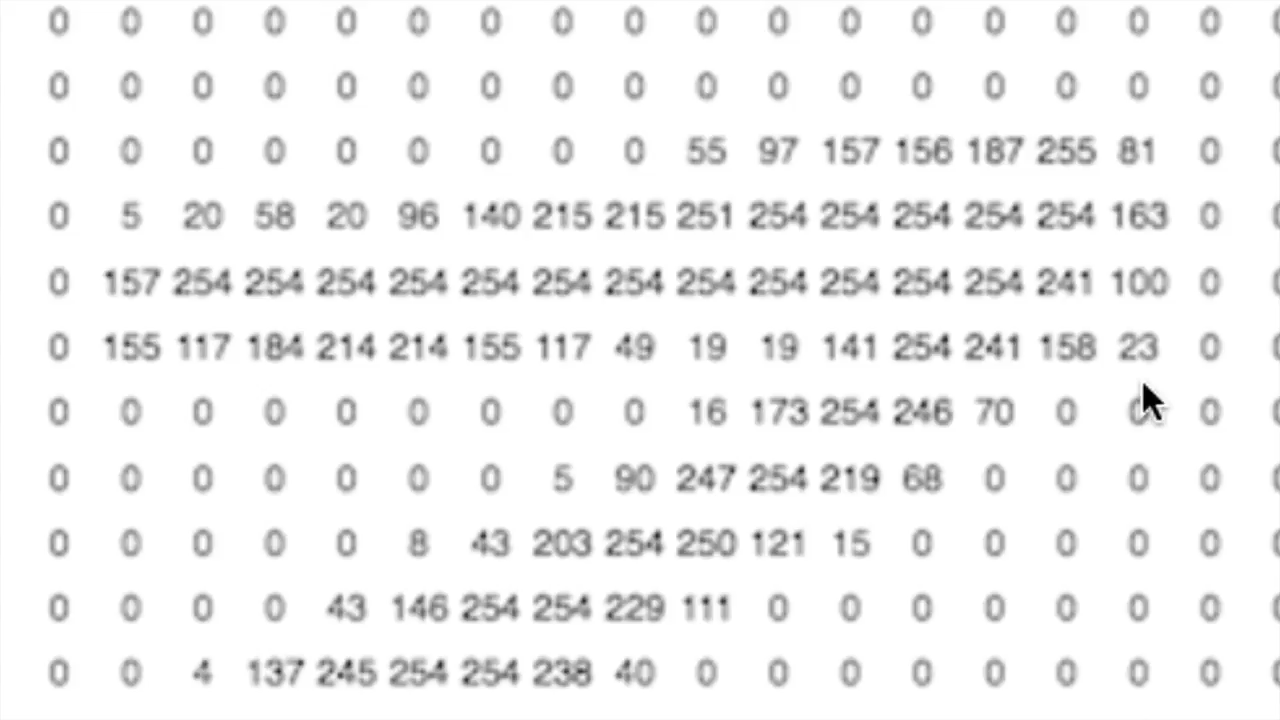 0 0 0 0 0 0 0 0 0 0 0 0 0 0 0 0 0
0 0 0 0 0 0 0 0 0 0 0 0 0 0 0 0 0
0 0 0 0 0 0 0 0 0 55 97 157 156 187 255 81 0
0 5 20 58 20 96 140 215 215 251 254 254 254 254 254 163 0
0 157 254 254 254 254 254 254 254 254 254 254 254 254 241 100 0
0 155 117 184 214 214 155 117 49 19 19 141 254 241 158 23 0
0 0 0 0 0 0 0 0 0 16 173 254 246 70 0 0 0
0 0 0 0 0 0 0 5 90 247 254 219 68 0 0 0 0
0 0 0 0 0 8 43 203 254 250 121 15 0 0 0 0 0
0 0 0 0 43 146 254 254 229 111 0 0 0 0 0 0 0
0 0 4 137 245 254 254 238 40 0 0 0 0 0 0 0 0